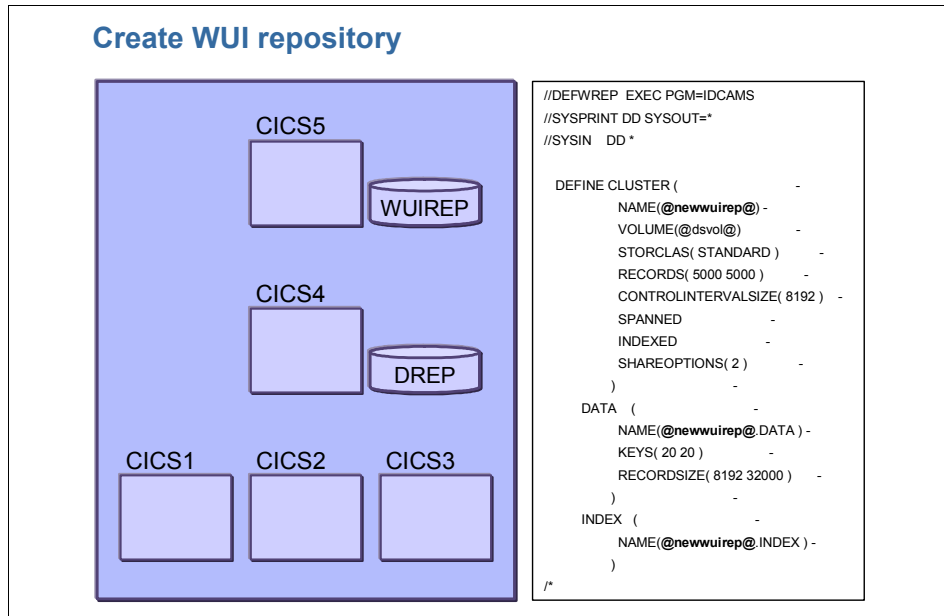 Create WUI repository
CICS5
WUIREP
CICS4
DREP
CICS1 CICS2 CICS3
//DEFWREP EXEC PGM=IDCAMS
//SYSPRINT DD SYSOUT=*
//SYSIN DD *
DEFINE CLUSTER ( -
NAME(@newwuirep@) -
VOLUME(@dsvol@) -
STORCLAS( STANDARD ) -
RECORDS( 5000 5000 ) -
CONTROLINTERVALSIZE( 8192 ) -
SPANNED -
INDEXED -
SHAREOPTIONS( 2 ) -
) -
DATA ( -
NAME(@newwuirep@.DATA ) -
KEYS( 20 20 ) -
RECORDSIZE( 8192 32000 ) -
) -
INDEX ( -
NAME(@newwuirep@.INDEX ) -
)
/*